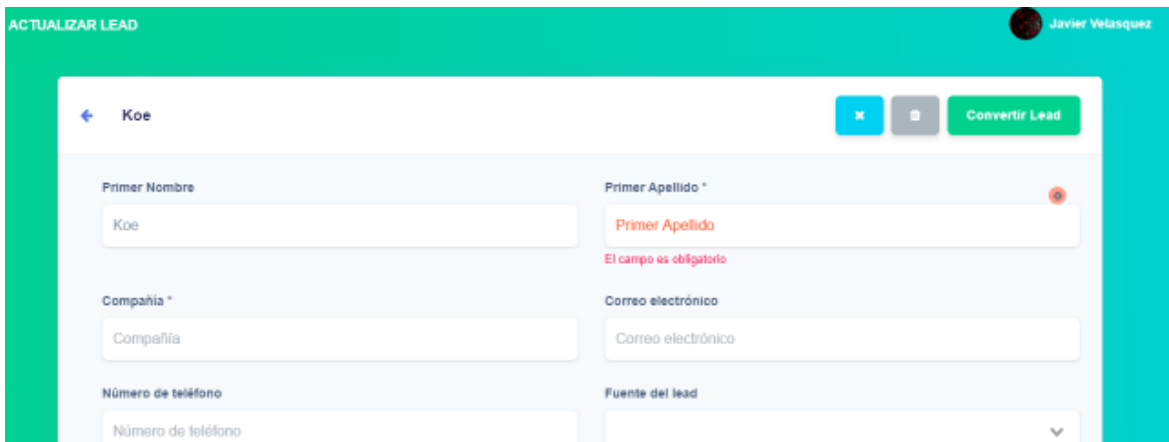 ACTUALIZAR LEAD
Javier Velasquez
Koe
Convertir Lead
Primer Nombre
Primer Apellido *
Koe
Primer Apellido
El campo es obligatorio
Compañía *
Correo electrónico
Compañía
Correo electrónico
Número de teléfono
Fuente del lead
Número de teléfono